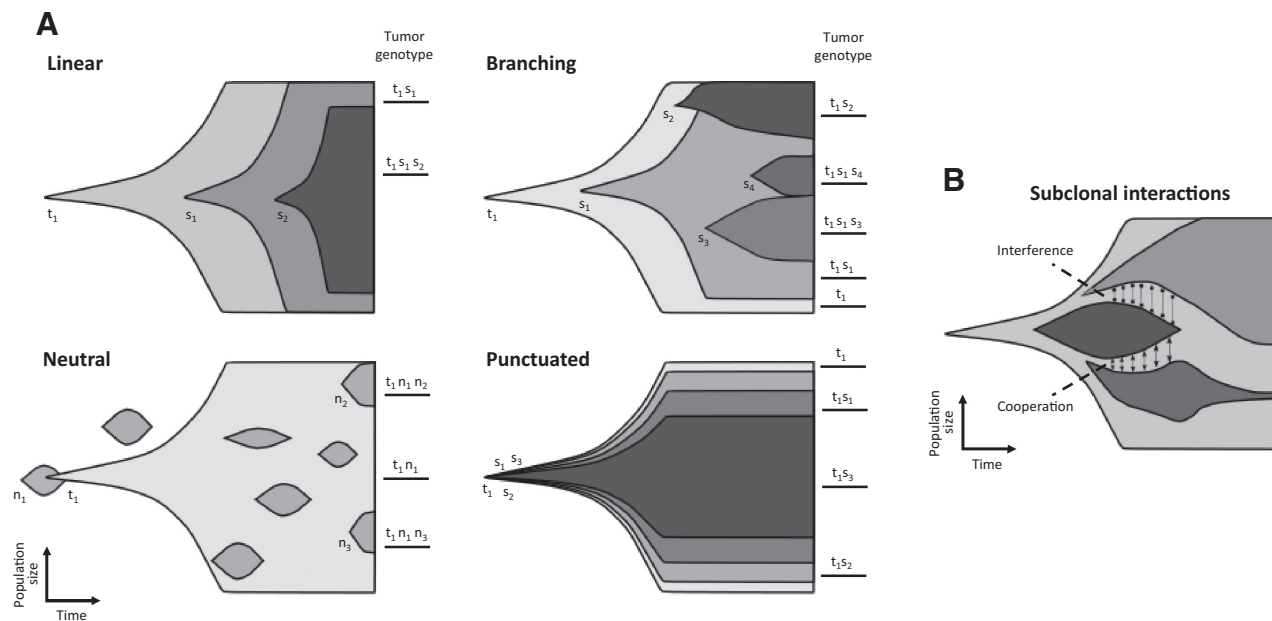 A
Linear
Tumor
genotype
t1 s1
t1 s1 s2
t1
s1
s2
Branching
Tumor
genotype
t1 s2
t1 s1 s4
t1 s1 s3
t1 s1
t1
s2
s4
s1
t1
s3
Neutral
t1 n1 n2
t1 n1
t1 n1 n3
n2
n1
t1
n3
Population
size
Time
Punctuated
t1
t1s1
t1s3
t1s2
s1
s3
t1
s2
B
Subclonal interactions
Interference
Cooperation
Population
size
Time